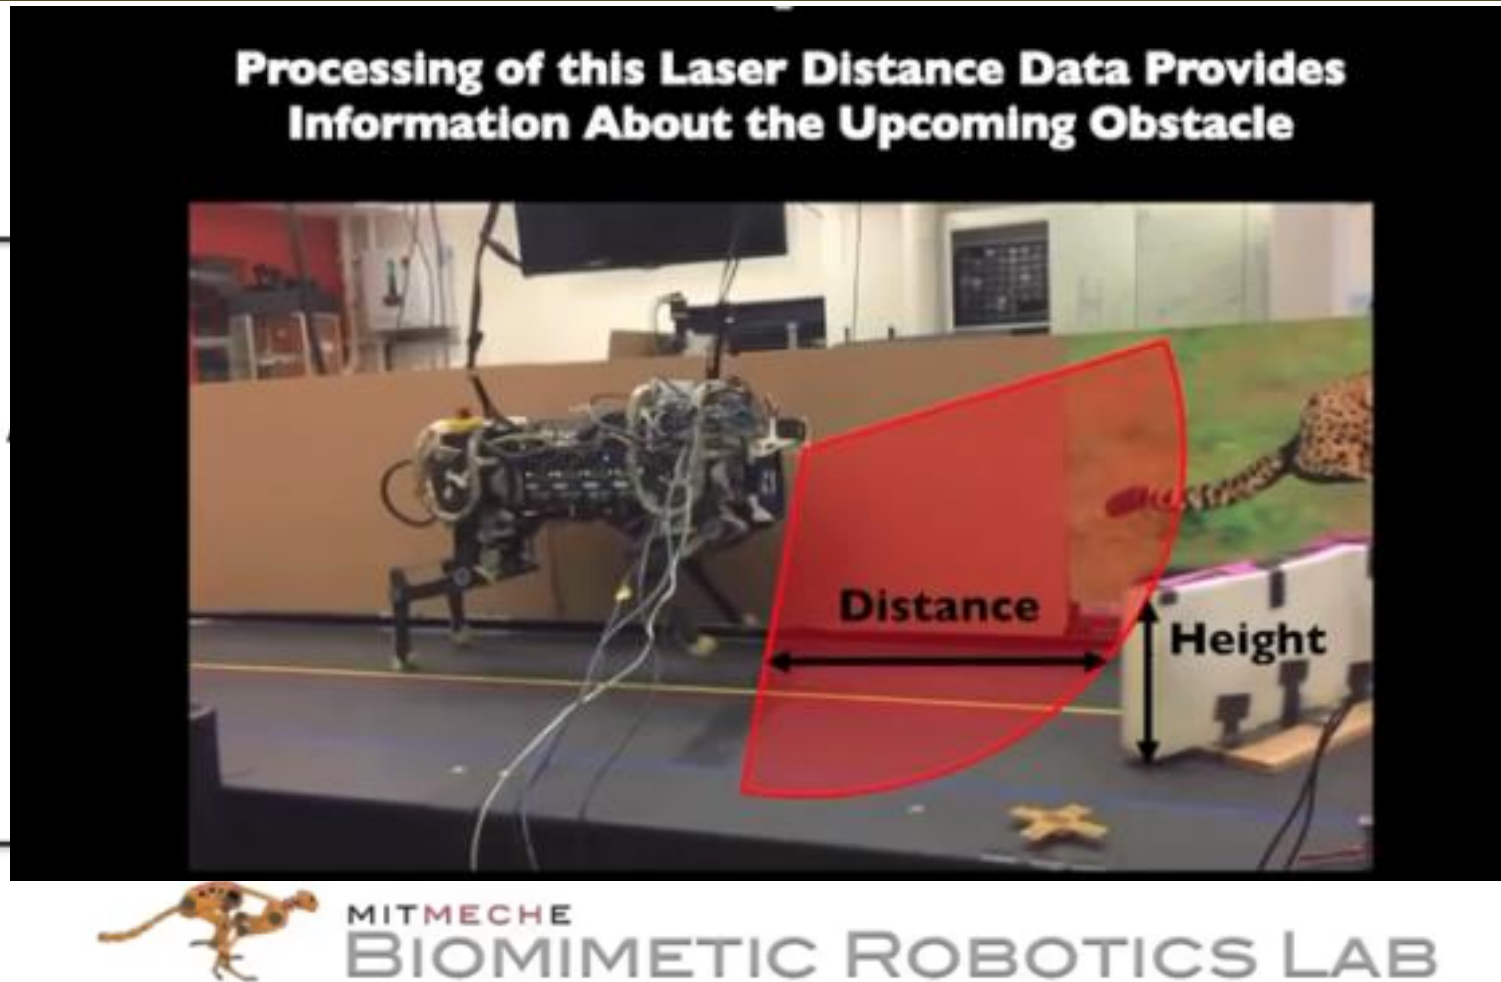 Processing of this Laser Distance Data Provides
Information About the Upcoming Obstacle
Distance
Height
MITMECHE
BIOMIMETIC ROBOTICS LAB